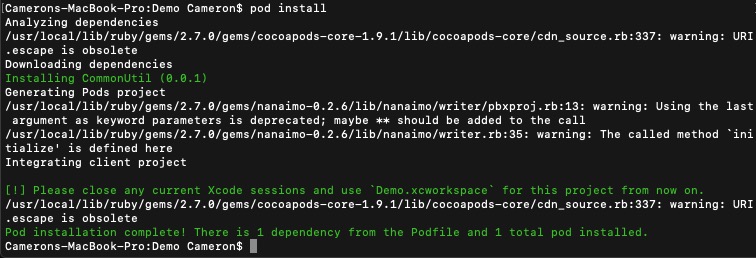 [Camerons-MacBook-Pro:Demo Cameron$ pod install
Analyzing dependencies
/usr/local/lib/ruby/gems/2.7.0/gems/cocoapods-core-1.9.1/lib/cocoapods-core/cdn_source.rb:337: warning: URI
.escape is obsolete
Downloading dependencies
Installing CommonUtil (0.0.1)
Generating Pods project
/usr/local/lib/ruby/gems/2.7.0/gems/nanaimo-0.2.6/lib/nanaimo/writer/pbxproj.rb:13: warning: Using the last
 argument as keyword parameters is deprecated; maybe ** should be added to the call
/usr/local/lib/ruby/gems/2.7.0/gems/nanaimo-0.2.6/lib/nanaimo/writer.rb:35: warning: The called method `ini
tialize' is defined here
Integrating client project
[!] Please close any current Xcode sessions and use `Demo.xcworkspace` for this project from now on.
/usr/local/lib/ruby/gems/2.7.0/gems/cocoapods-core-1.9.1/lib/cocoapods-core/cdn_source.rb:337: warning: URI
.escape is obsolete
Pod installation complete! There is 1 dependency from the Podfile and 1 total pod installed.
Camerons-MacBook-Pro:Demo Cameron$